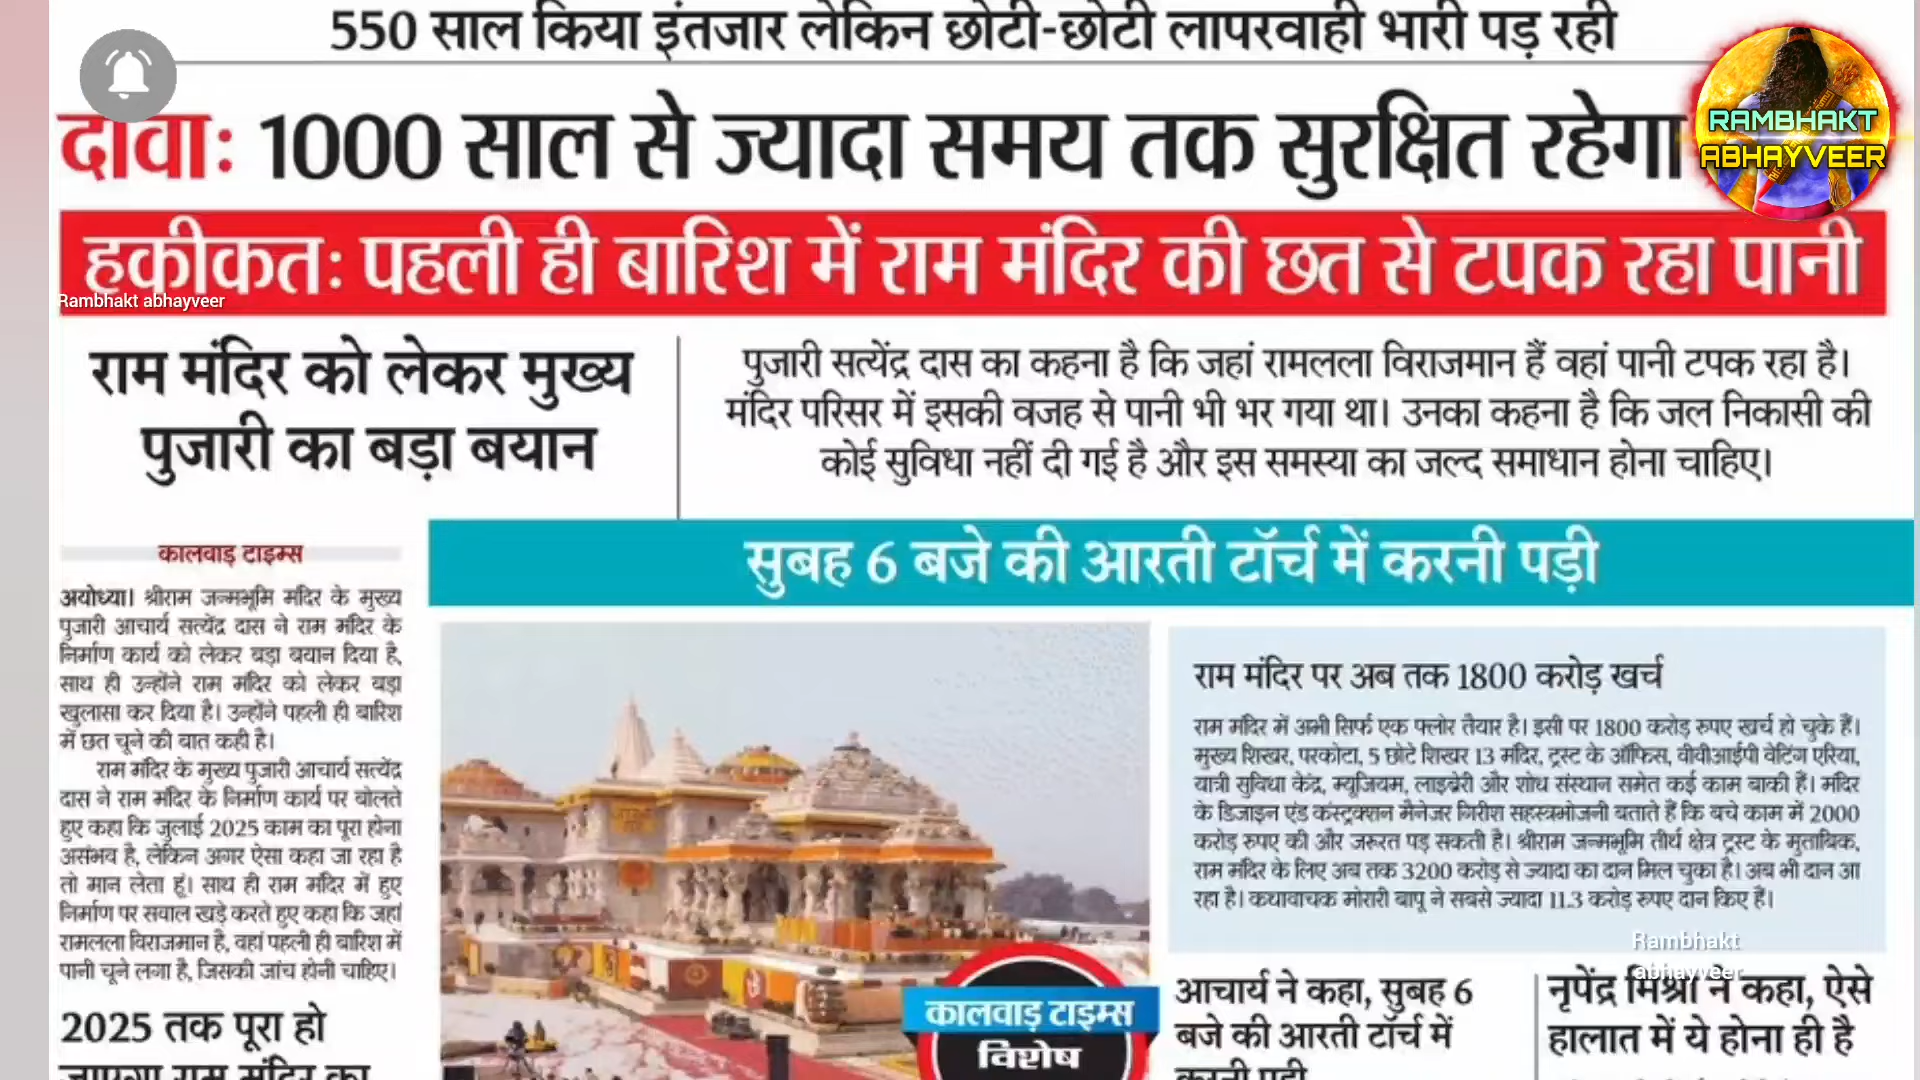 550 साल किया इंतजार लेकिन छोटी-छोटी लापरवाही भारी पड़ रही
दावा: 1000 साल से ज्यादा समय तक सुरक्षित रहेगा
RAMBHAKT
ABHAYVEER
हकीकत: पहली ही बारिश में राम मंदिर की छत से टपक रहा पानी
Rambhakt abhayveer
राम मंदिर को लेकर मुख्य
पुजारी का बड़ा बयान
पुजारी सत्येंद्र दास का कहना है कि जहां रामलला विराजमान हैं वहां पानी टपक रहा है।
मंदिर परिसर में इसकी वजह से पानी भी भर गया था। उनका कहना है कि जल निकासी की
कोई सुविधा नहीं दी गई है और इस समस्या का जल्द समाधान होना चाहिए।
सुबह 6 बजे की आरती टॉर्च में करनी पड़ी
कालवाड़ टाइम्स
अयोध्या। श्रीराम जन्मभूमि मंदिर के मुख्य
पुजारी आचार्य सत्येंद्र दास ने राम मंदिर के
निर्माण कार्य को लेकर बड़ा बयान दिया है,
साथ ही उन्होंने राम मंदिर को लेकर बड़ा
खुलासा कर दिया है। उन्होंने पहली ही बारिश
में छत चूने की बात कही है।
राम मंदिर के मुख्य पुजारी आचार्य सत्येंद्र
दास ने राम मंदिर के निर्माण कार्य पर बोलते
हुए कहा कि जुलाई 2025 काम का पूरा होना
असंभव है, लेकिन अगर ऐसा कहा जा रहा है
तो मान लेता हूं। साथ ही राम मंदिर में हुए
निर्माण पर सवाल खड़े करते हुए कहा कि जहां
रामलला विराजमान है, वहां पहली ही बारिश में
पानी चूने लगा है, जिसकी जांच होनी चाहिए।
2025 तक पूरा हो
जाएगा राम मंदिर का
कालवाड़ टाइम्स
विशेष
राम मंदिर पर अब तक 1800 करोड़ खर्च
राम मंदिर में अभी सिर्फ एक फ्लोर तैयार है। इसी पर 1800 करोड़ रुपए खर्च हो चुके हैं।
मुख्य शिखर, परकोटा, 5 छोटे शिखर 13 मंदिर, ट्रस्ट के ऑफिस, वीवीआईपी वेटिंग एरिया,
यात्री सुविधा केंद्र, म्यूजियम, लाइब्रेरी और शोध संस्थान समेत कई काम बाकी हैं। मंदिर
के डिजाइन एंड कंस्ट्रक्शन मैनेजर गिरीश सहस्त्रभोजनी बताते हैं कि बचे काम में 2000
करोड़ रुपए की और जरूरत पड़ सकती है। श्रीराम जन्मभूमि तीर्थ क्षेत्र ट्रस्ट के मुताबिक,
राम मंदिर के लिए अब तक 3200 करोड़ से ज्यादा का दान मिल चुका है। अब भी दान आ
रहा है। कथावाचक मोरारी बापू ने सबसे ज्यादा 11.3 करोड़ रुपए दान किए हैं।
Rambhakt
abhayveer
आचार्य ने कहा, सुबह 6
बजे की आरती टॉर्च में
करनी पड़ी
नृपेंद्र मिश्रा ने कहा, ऐसे
हालात में ये होना ही है